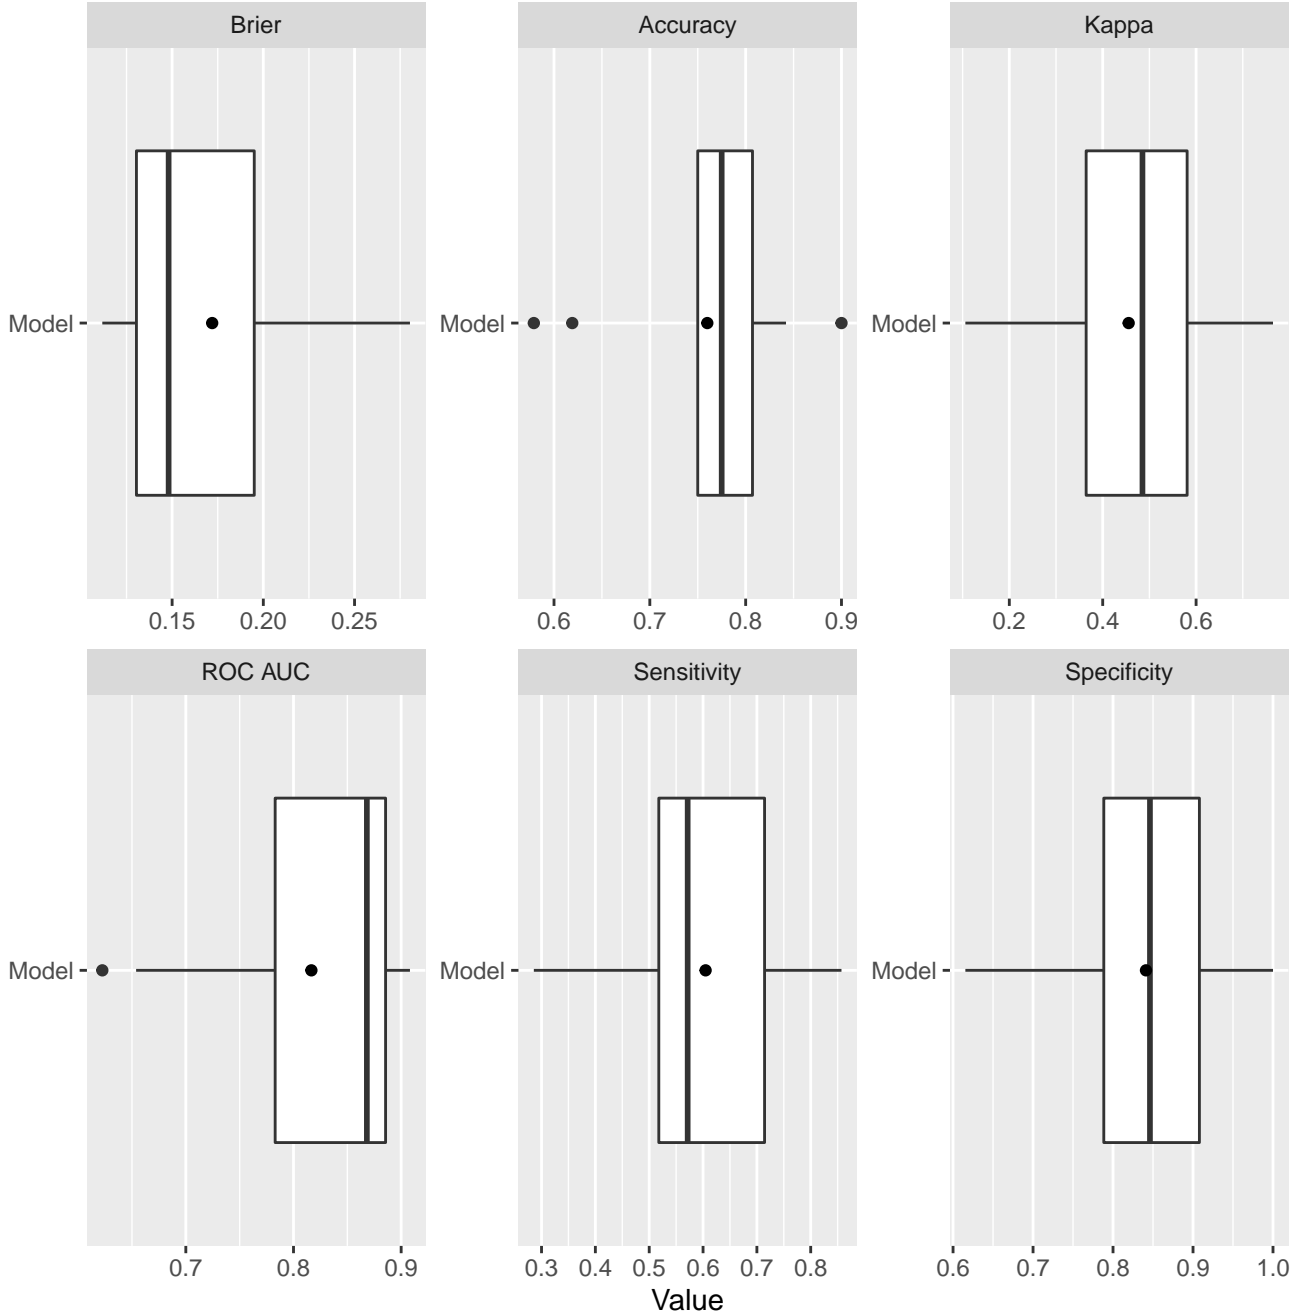 Brier
Accuracy
Kappa
Model
Model
Model
0.15 0.20 0.25
0.6 0.7 0.8 0.9
0.2 0.4 0.6
ROC AUC
Sensitivity
Specificity
Model
Model
Model
0.7 0.8 0.9
0.3 0.4 0.5 0.6 0.7 0.8
0.6 0.7 0.8 0.9 1.0
Value